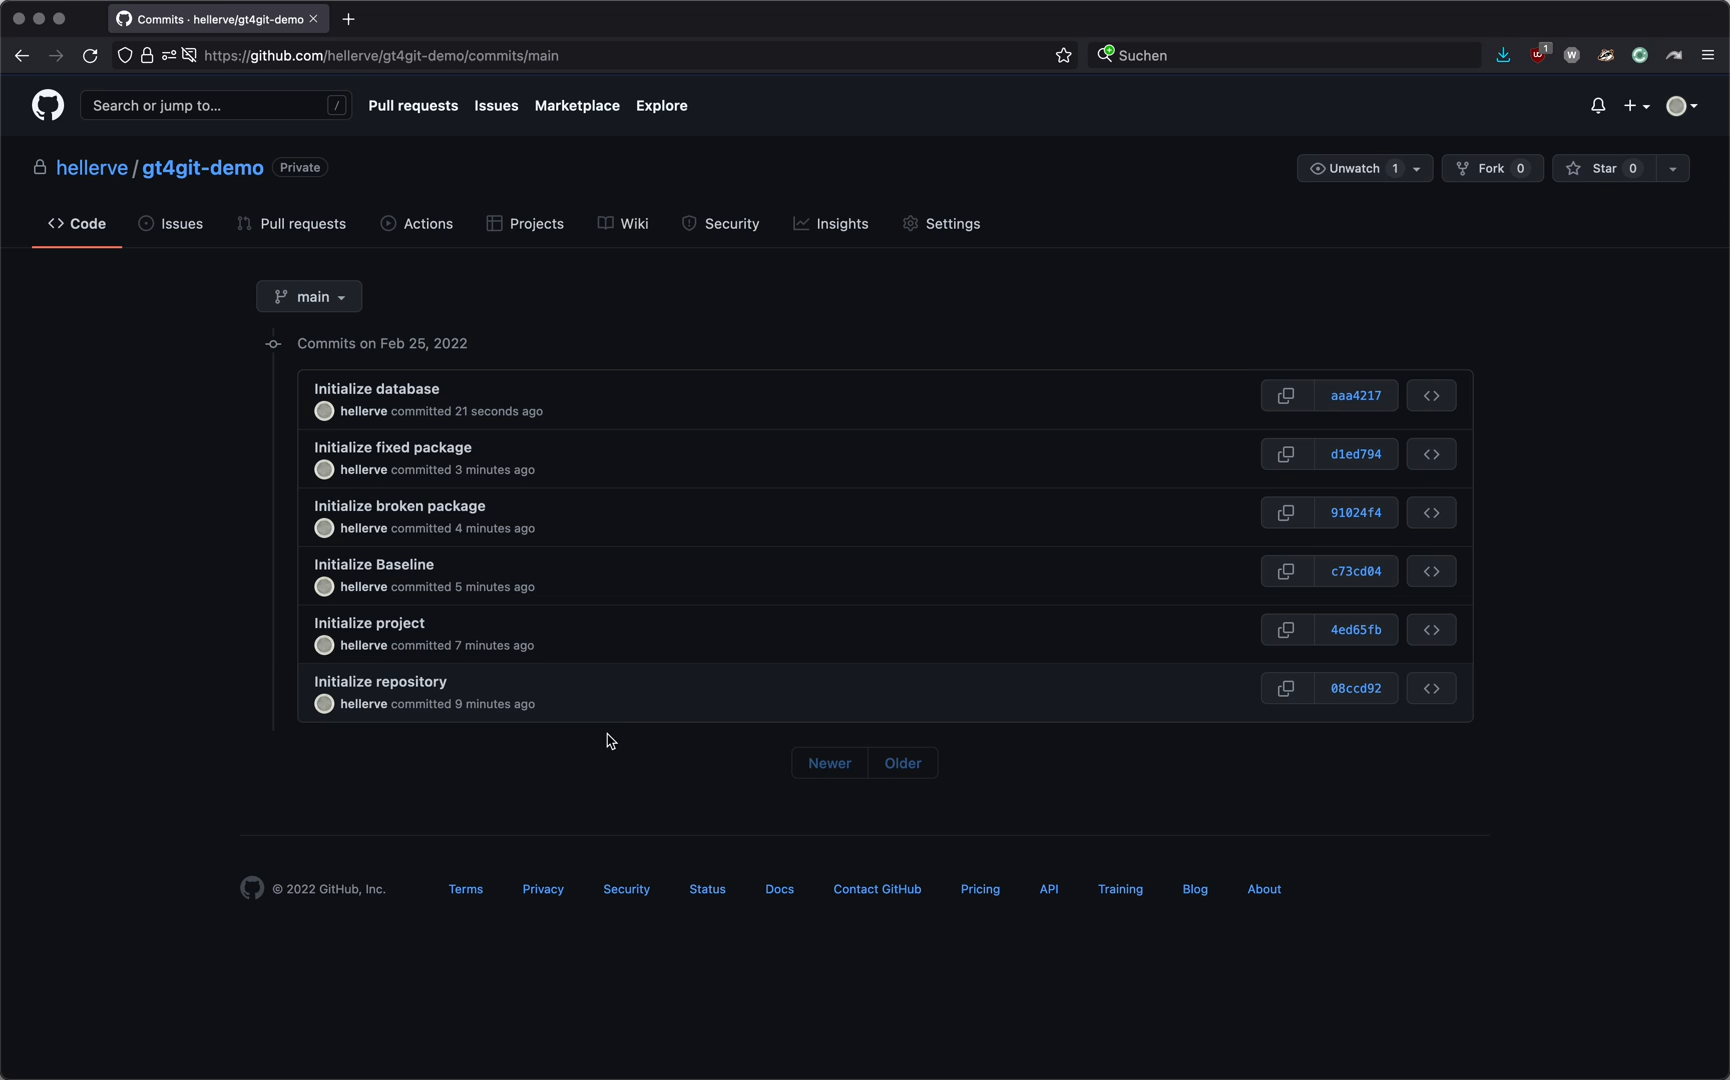 Commits · hellerve/gt4git-demo
https://github.com/hellerve/gt4git-demo/commits/main
Suchen
1
W
Search or jump to...
/
Pull requests
Issues
Marketplace
Explore
hellerve / gt4git-demo
Private
Unwatch 1
Fork 0
Star 0
Code
Issues
Pull requests
Actions
Projects
Wiki
Security
Insights
Settings
main
Commits on Feb 25, 2022
Initialize database
hellerve committed 21 seconds ago
aaa4217
Initialize fixed package
hellerve committed 3 minutes ago
d1ed794
Initialize broken package
hellerve committed 4 minutes ago
91024f4
Initialize Baseline
hellerve committed 5 minutes ago
c73cd04
Initialize project
hellerve committed 7 minutes ago
4ed65fb
Initialize repository
hellerve committed 9 minutes ago
08ccd92
Newer
Older
© 2022 GitHub, Inc.
Terms
Privacy
Security
Status
Docs
Contact GitHub
Pricing
API
Training
Blog
About